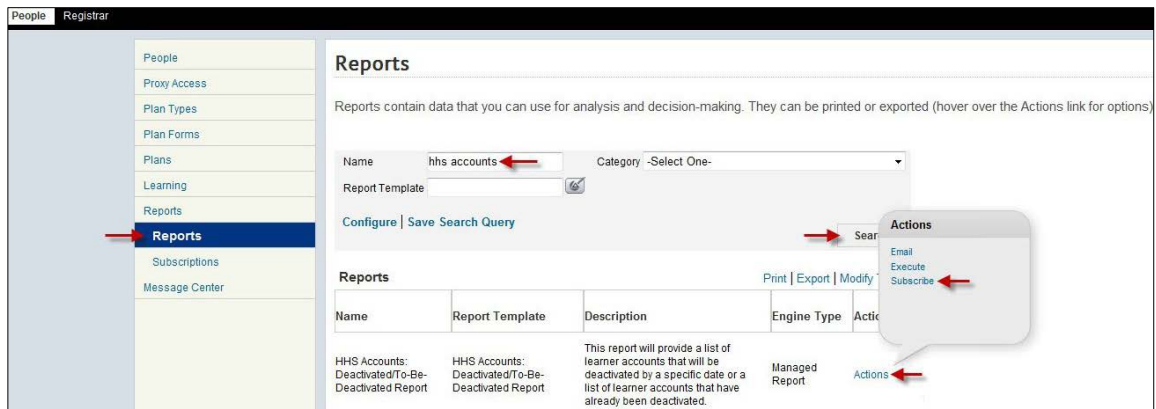 People Registrar
People
Proxy Access
Plan Types
Plan Forms
Plans
Learning
Reports
Reports
Subscriptions
Message Center
Reports
Reports contain data that you can use for analysis and decision-making. They can be printed or exported (hover over the Actions link for options)
Name hhs accounts Category -Select One-
Report Template
Configure | Save Search Query
Sear
Actions
Email
Execute
Subscribe
Reports Print | Export | Modify
Name Report Template Description Engine Type Actio
HHS Accounts: Deactivated/To-Be-Deactivated Report
HHS Accounts: Deactivated/To-Be-Deactivated Report
This report will provide a list of
learner accounts that will be
deactivated by a specific date or a
list of learner accounts that have
already been deactivated.
Managed
Report
Actions